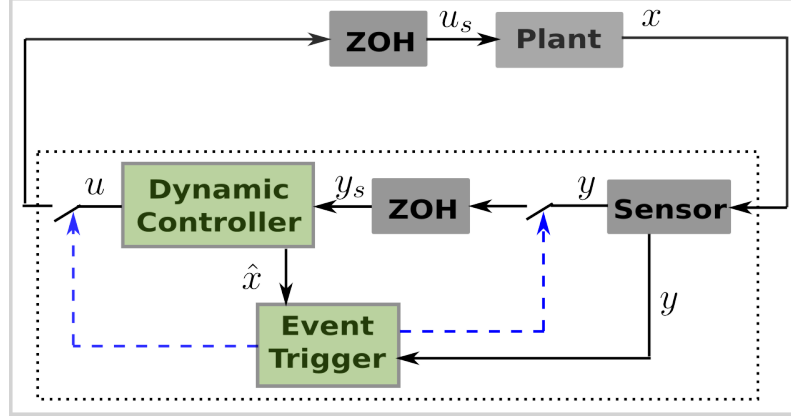 ZOH
u_s
Plant
x
Dynamic
Controller
u
y_s
ZOH
y
Sensor
x̂
Event
Trigger
y